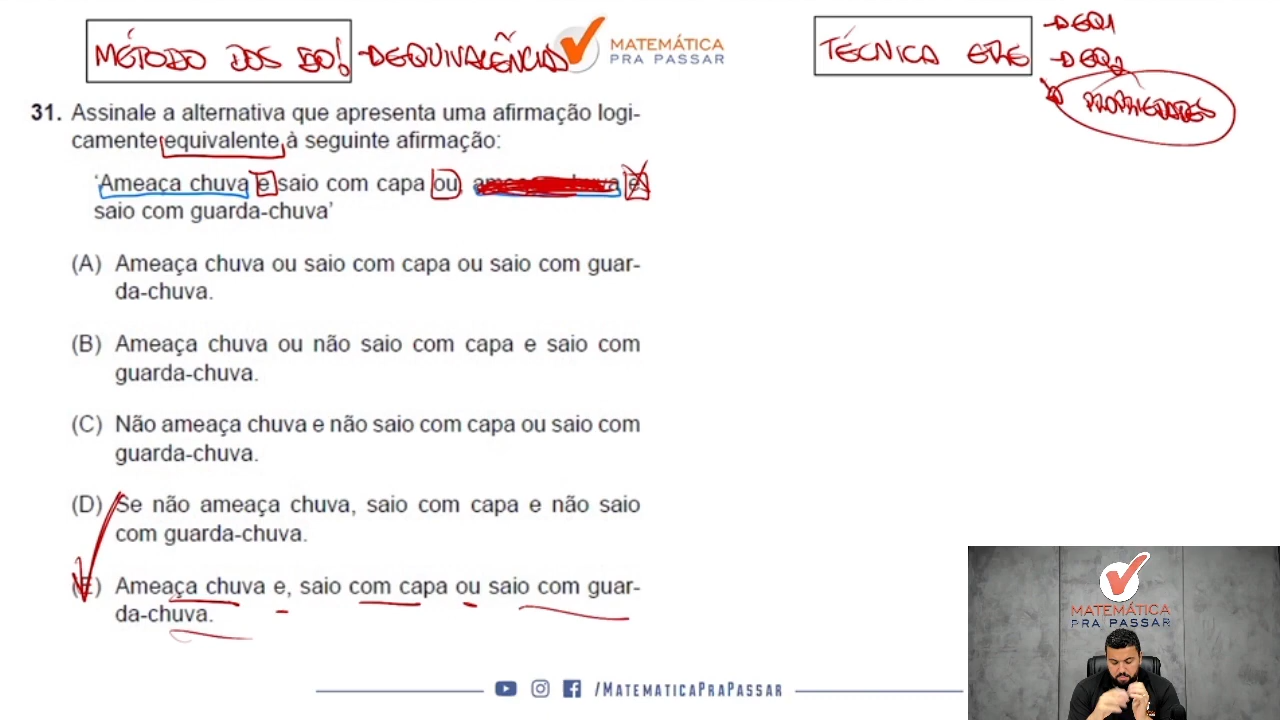 MÉTODO DOS 50! EQUIVALÊNCIAS
MATEMÁTICA
PRA PASSAR
TÉCNICA
EQ1
EQ2
PROPRIEDADES
31. Assinale a alternativa que apresenta uma afirmação logi-
camente equivalente à seguinte afirmação:
'Ameaça chuva e saio com capa ou, e
saio com guarda-chuva'
(A) Ameaça chuva ou saio com capa ou saio com guar-
da-chuva.
(B) Ameaça chuva ou não saio com capa e saio com
guarda-chuva.
(C) Não ameaça chuva e não saio com capa ou saio com
guarda-chuva.
(D) Se não ameaça chuva, saio com capa e não saio
com guarda-chuva.
(E) Ameaça chuva e, saio com capa ou saio com guar-
da-chuva.
MATEMÁTICA
PRA PASSAR
/MATEMATICAPRAPASSAR